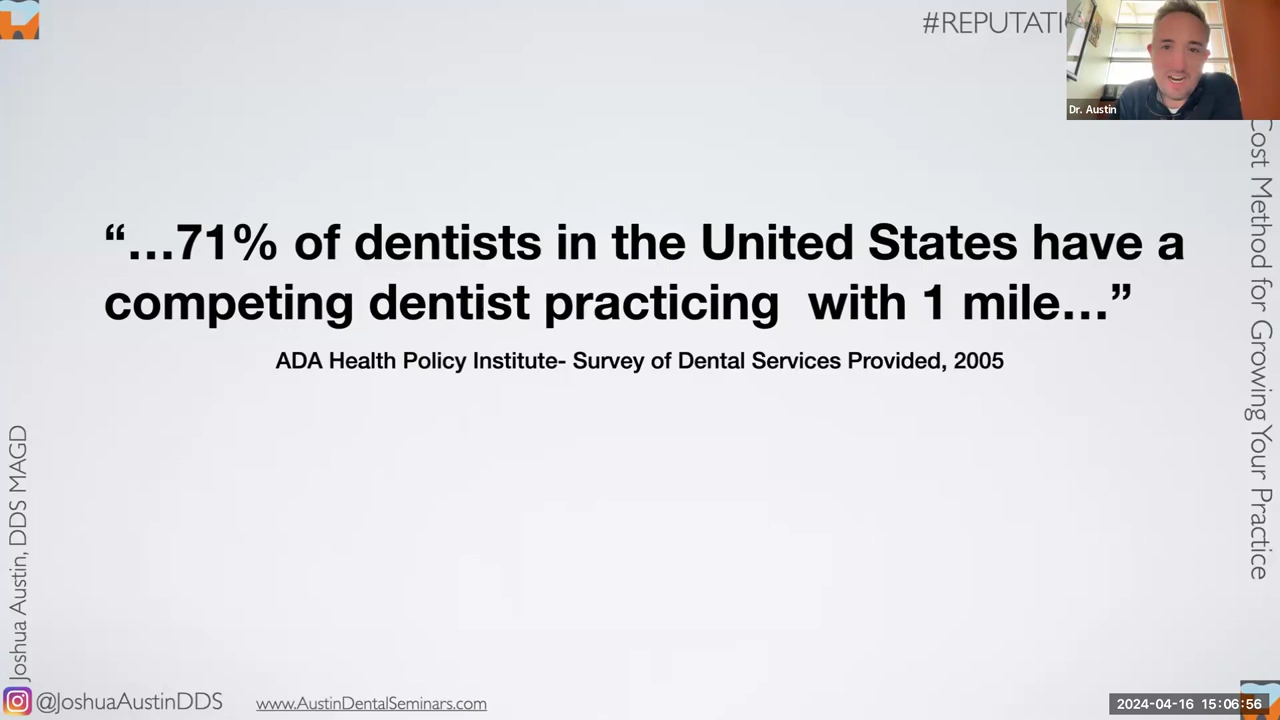 #REPUTATI
Dr. Austin
“...71% of dentists in the United States have a
competing dentist practicing  with 1 mile...”
ADA Health Policy Institute- Survey of Dental Services Provided, 2005
Cost Method for Growing Your Practice
Joshua Austin, DDS MAGD
@JoshuaAustinDDS
www.AustinDentalSeminars.com
2024-04-16 15:06:56